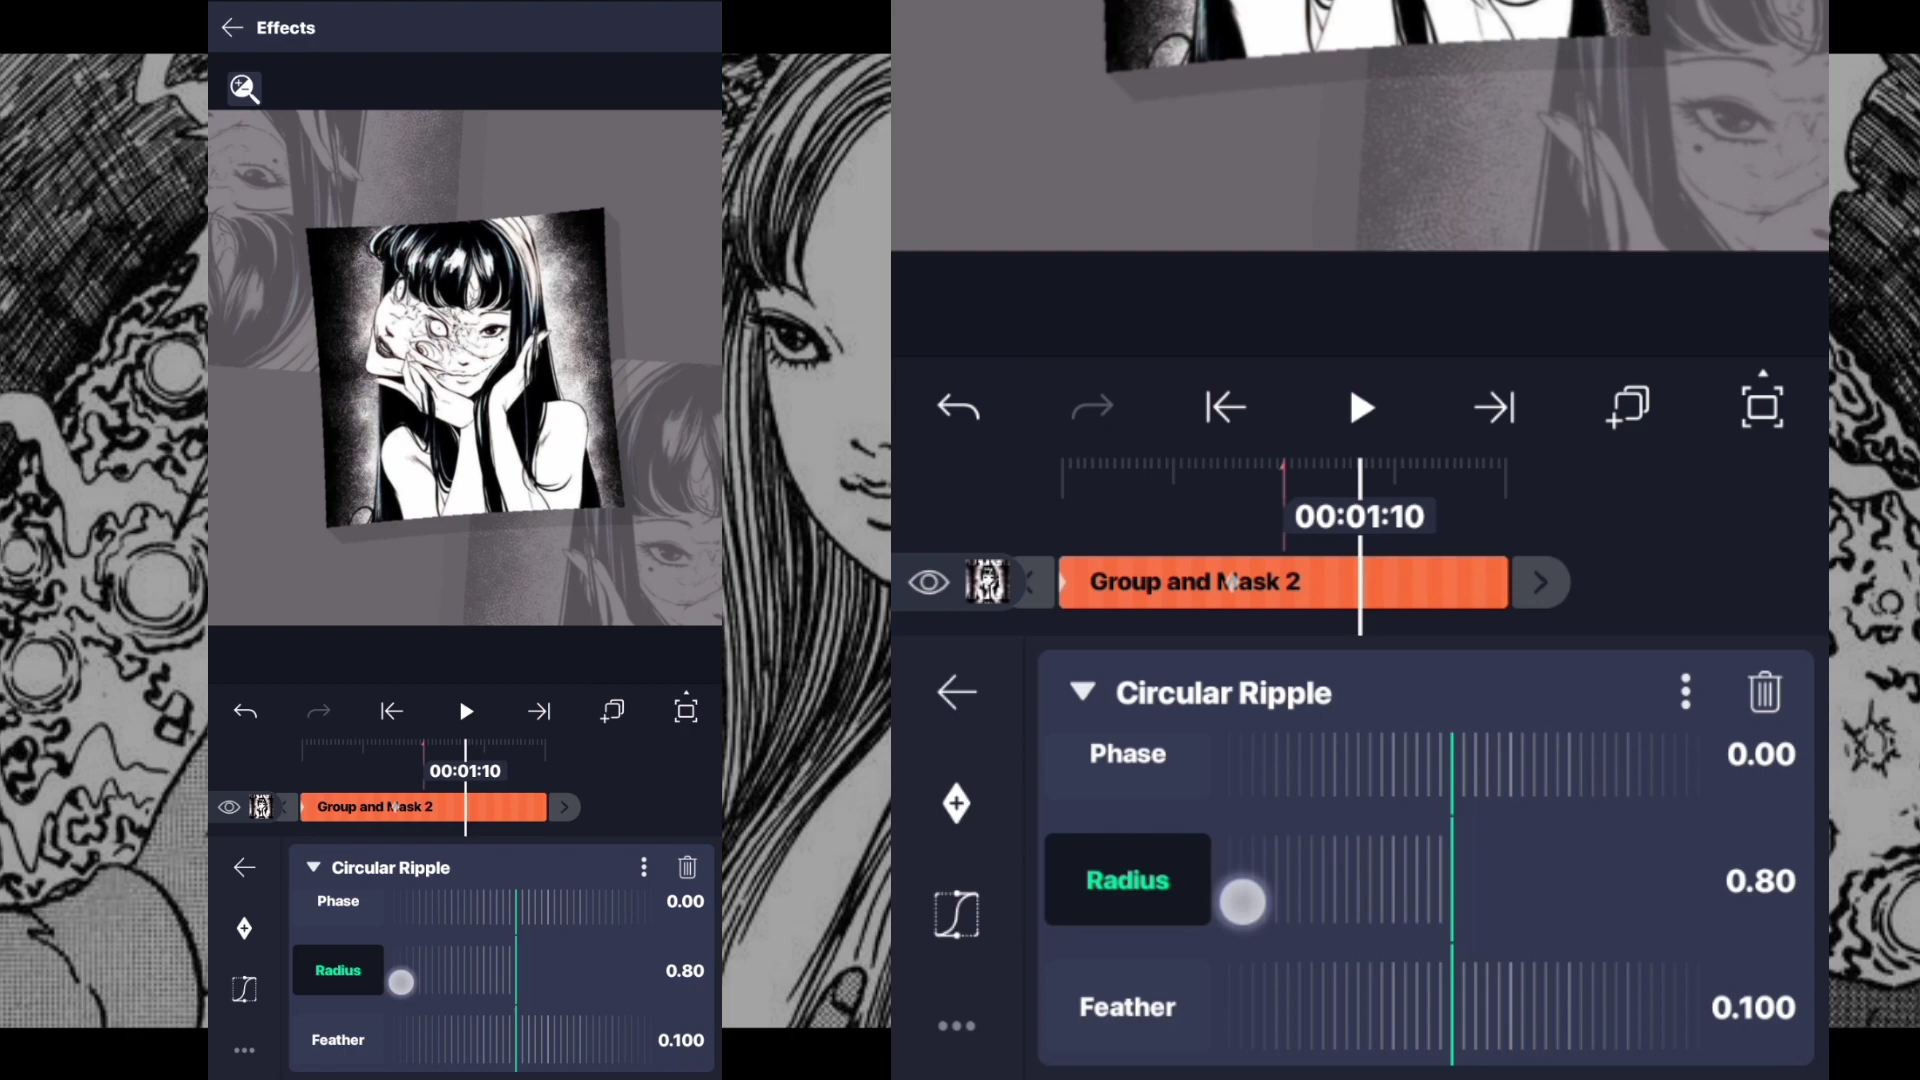 Effects
00:01:10
Group and Mask 2
Circular Ripple
Phase
0.00
Radius
0.80
Feather
0.100
00:01:10
Group and Mask 2
Circular Ripple
Phase
0.00
Radius
0.80
Feather
0.100